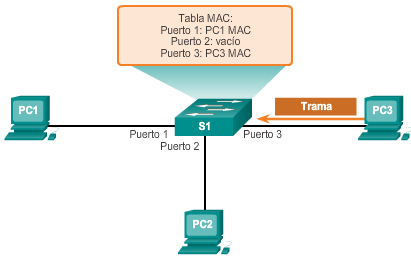 Tabla MAC:
Puerto 1: PC1 MAC
Puerto 2: vacío
Puerto 3: PC3 MAC
PC1
Trama
PC3
S1
Puerto 1
Puerto 3
Puerto 2
PC2